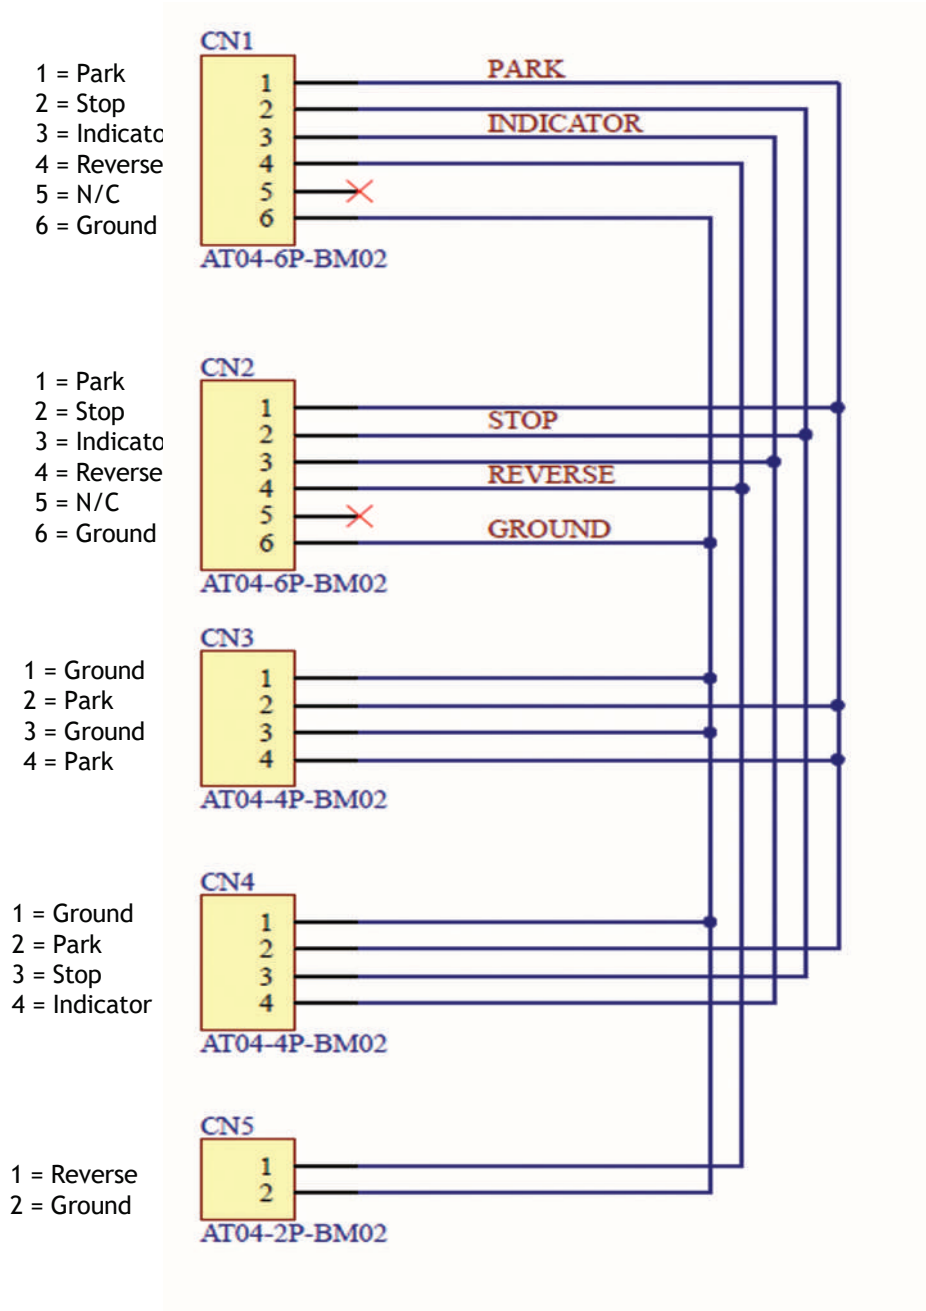 CN1
1 = Park
2 = Stop
3 = Indicato
4 = Reverse
5 = N/C
6 = Ground
1
2
3
4
5
6
PARK
INDICATOR
AT04-6P-BM02
CN2
1 = Park
2 = Stop
3 = Indicato
4 = Reverse
5 = N/C
6 = Ground
1
2
3
4
5
6
STOP
REVERSE
GROUND
AT04-6P-BM02
CN3
1 = Ground
2 = Park
3 = Ground
4 = Park
1
2
3
4
AT04-4P-BM02
CN4
1 = Ground
2 = Park
3 = Stop
4 = Indicator
1
2
3
4
AT04-4P-BM02
CN5
1 = Reverse
2 = Ground
1
2
AT04-2P-BM02